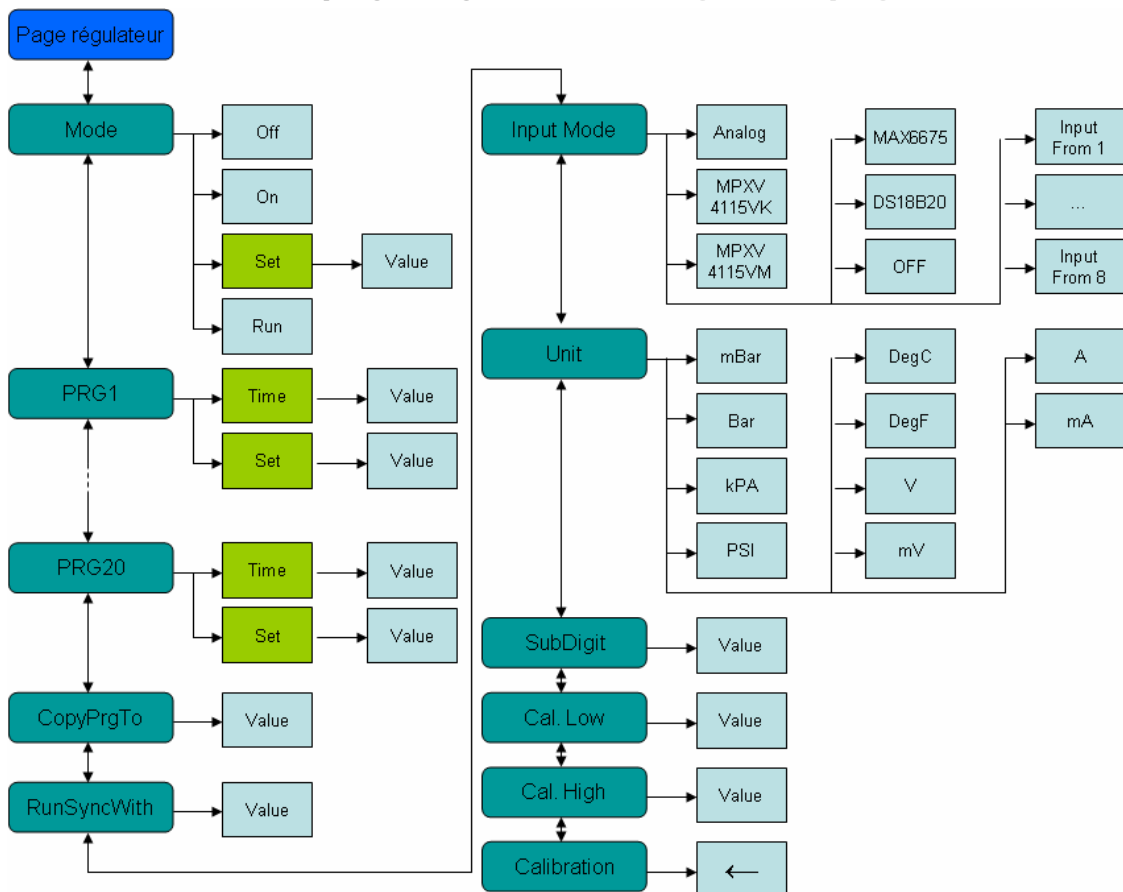 Page régulateur
Mode
Off
On
Set
Value
Run
PRG1
Time
Value
Set
Value
PRG20
Time
Value
Set
Value
CopyPrgTo
Value
RunSyncWith
Value
Input Mode
Analog
MPXV
4115VK
MPXV
4115VM
MAX6675
DS18B20
OFF
Input
From 1
...
Input
From 8
Unit
mBar
Bar
kPA
PSI
DegC
DegF
V
mV
A
mA
SubDigit
Value
Cal. Low
Value
Cal. High
Value
Calibration
←